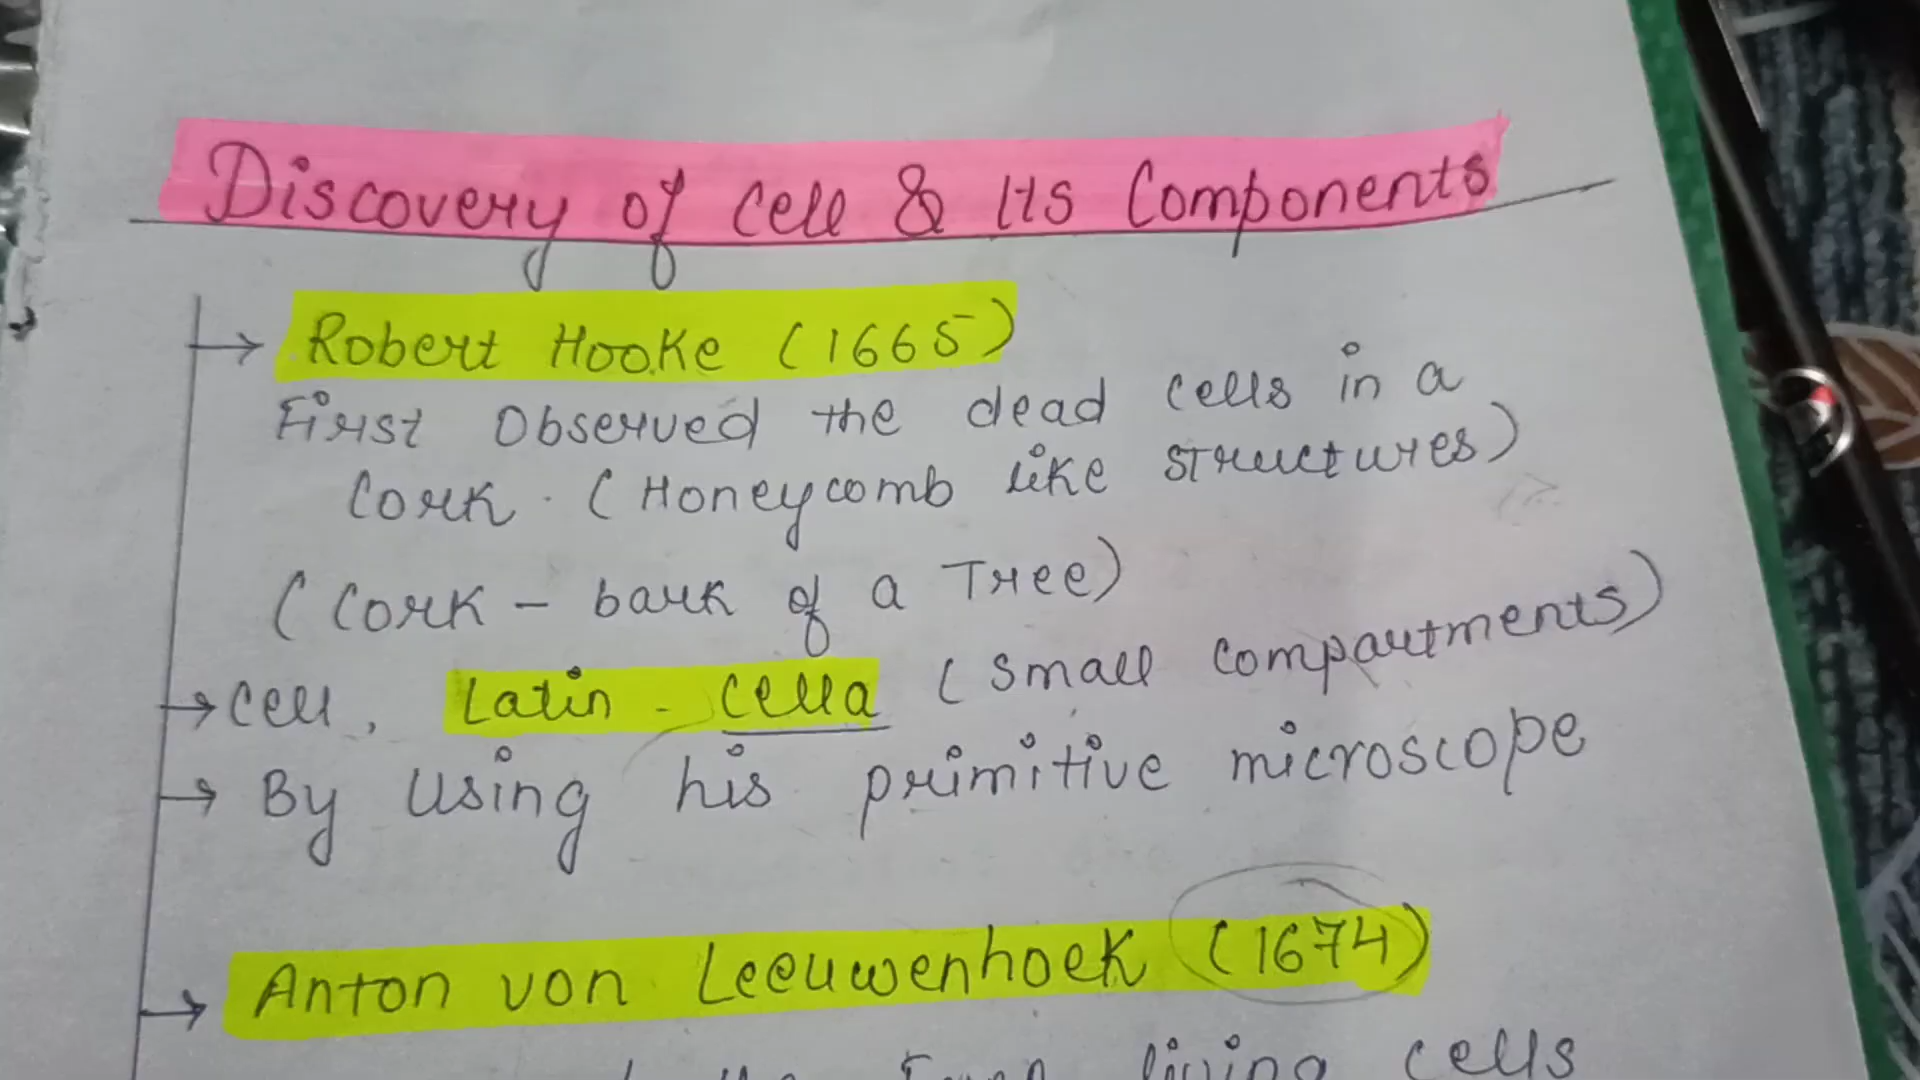 Discovery of Cell & Its Components
→ Robert Hooke (1665)
First Observed the dead cells in a
Cork. (Honeycomb like structures)
(Cork - bark of a Tree)
→ Cell, Latin - Cella (small compartments)
→ By Using his primitive microscope
→ Anton von Leeuwenhoek (1674)
living cells